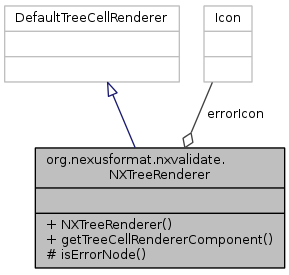 DefaultTreeCellRenderer
Icon
errorIcon
org.nexusformat.nxvalidate.
NXTreeRenderer
+ NXTreeRenderer()
+ getTreeCellRendererComponent()
# isErrorNode()